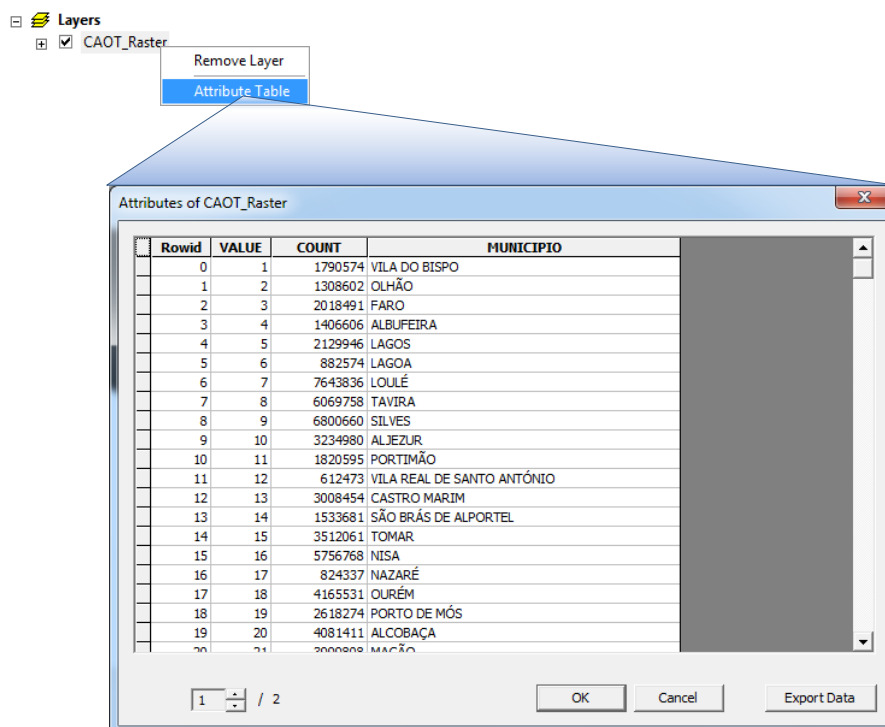 Layers
CAOT_Raster
Remove Layer
Attribute Table
Attributes of CAOT_Raster
Rowid VALUE COUNT MUNICIPIO
0 1 1790574 VILA DO BISPO
1 2 1308602 OLHÃO
2 3 2018491 FARO
3 4 1406606 ALBUFEIRA
4 5 2129946 LAGOS
5 6 882574 LAGOA
6 7 7643836 LOULÉ
7 8 6069758 TAVIRA
8 9 6800660 SILVES
9 10 3234980 ALJEZUR
10 11 1820595 PORTIMÃO
11 12 612473 VILA REAL DE SANTO ANTÓNIO
12 13 3008454 CASTRO MARIM
13 14 1533681 SÃO BRÁS DE ALPORTEL
14 15 3512061 TOMAR
15 16 5756768 NISA
16 17 824337 NAZARÉ
17 18 4165531 OURÉM
18 19 2618274 PORTO DE MÓS
19 20 4081411 ALCOBAÇA
20 21 MAÇÃO
1 / 2 OK Cancel Export Data